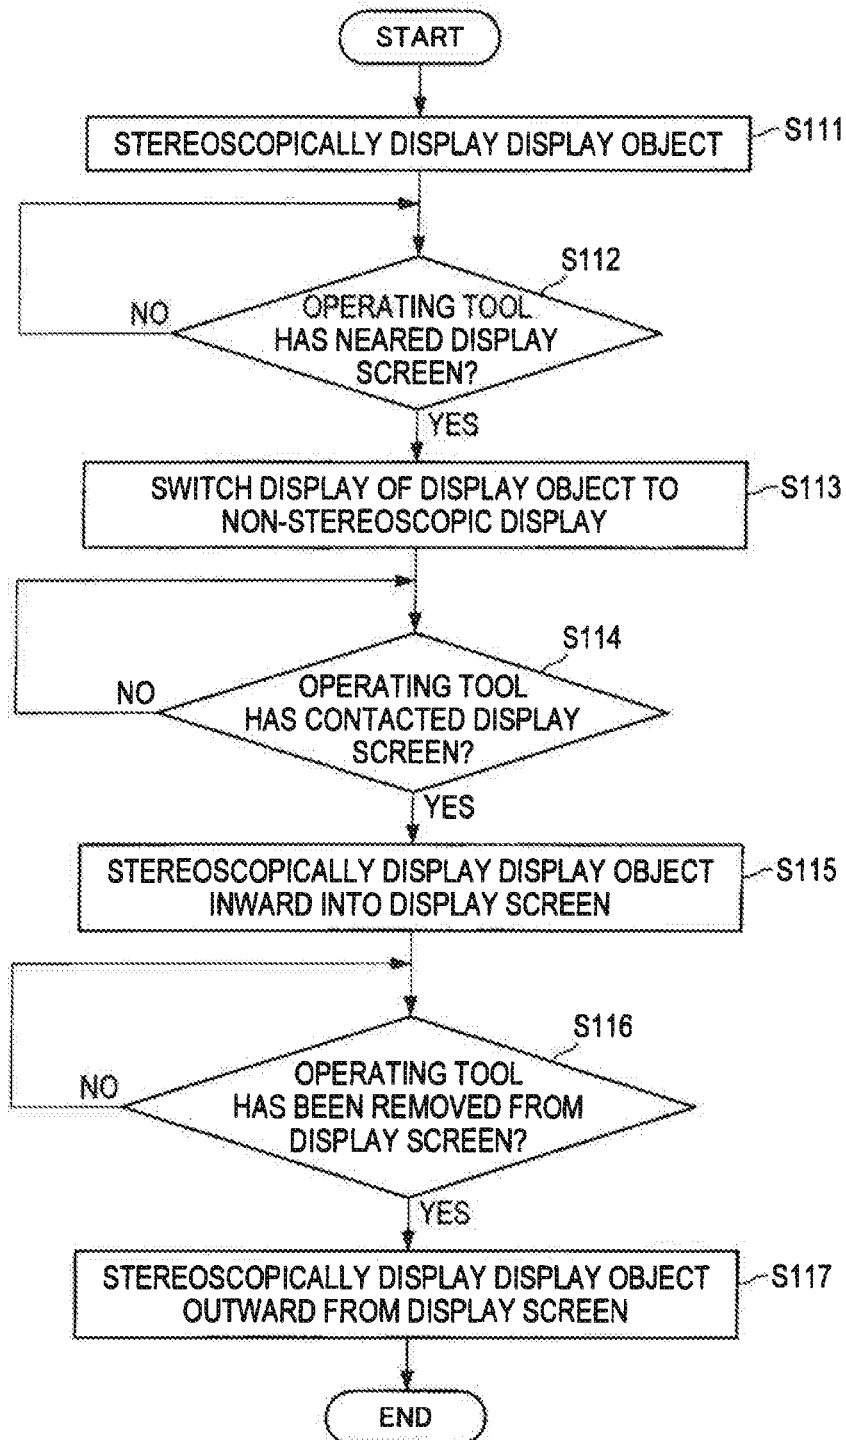 START
STEREOSCOPICALLY DISPLAY DISPLAY OBJECT
S111
S112
OPERATING TOOL
HAS NEARED DISPLAY
SCREEN?
NO
YES
SWITCH DISPLAY OF DISPLAY OBJECT TO
NON-STEREOSCOPIC DISPLAY
S113
S114
OPERATING TOOL
HAS CONTACTED DISPLAY
SCREEN?
NO
YES
STEREOSCOPICALLY DISPLAY DISPLAY OBJECT
INWARD INTO DISPLAY SCREEN
S115
S116
OPERATING TOOL
HAS BEEN REMOVED FROM
DISPLAY SCREEN?
NO
YES
STEREOSCOPICALLY DISPLAY DISPLAY OBJECT
OUTWARD FROM DISPLAY SCREEN
S117
END